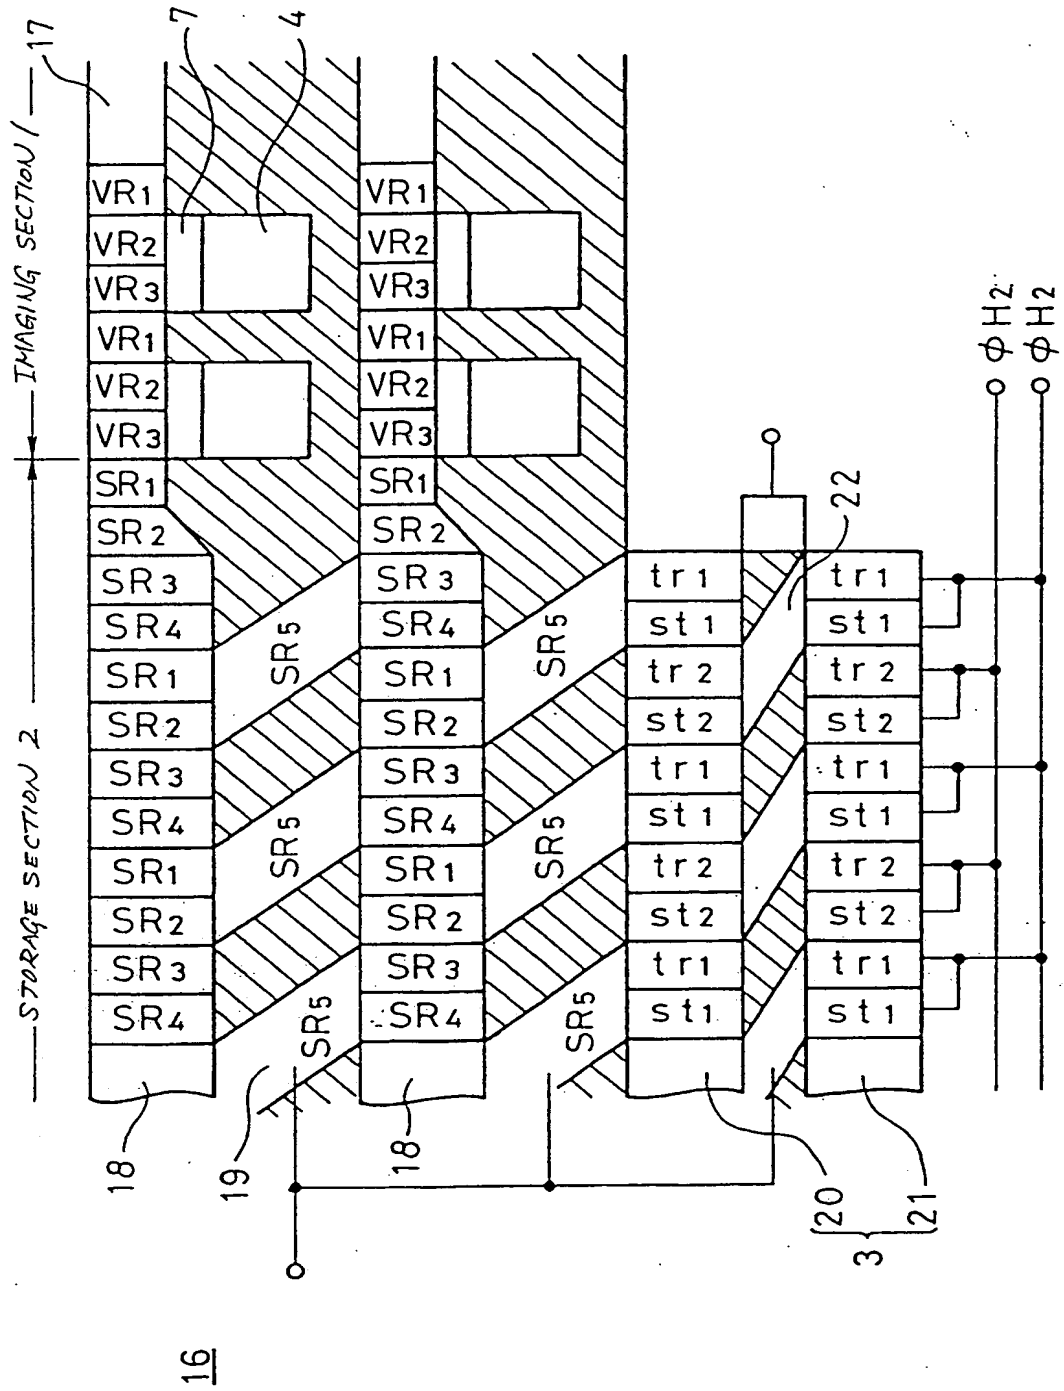 STORAGE SECTION 2
IMAGING SECTION 1
17
7
4
VR1
VR2
VR3
VR1
VR2
VR3
SR1
SR2
SR3
SR4
SR1
SR2
SR3
SR4
SR1
SR2
SR3
SR4
18
SR5
SR5
SR5
19
VR1
VR2
VR3
VR1
VR2
VR3
SR1
SR2
SR3
SR4
SR1
SR2
SR3
SR4
SR1
SR2
SR3
SR4
18
SR5
SR5
SR5
tr1
st1
tr2
st2
tr1
st1
tr2
st2
tr1
st1
20
22
tr1
st1
tr2
st2
tr1
st1
tr2
st2
tr1
st1
21
3
φH2
φH2
16